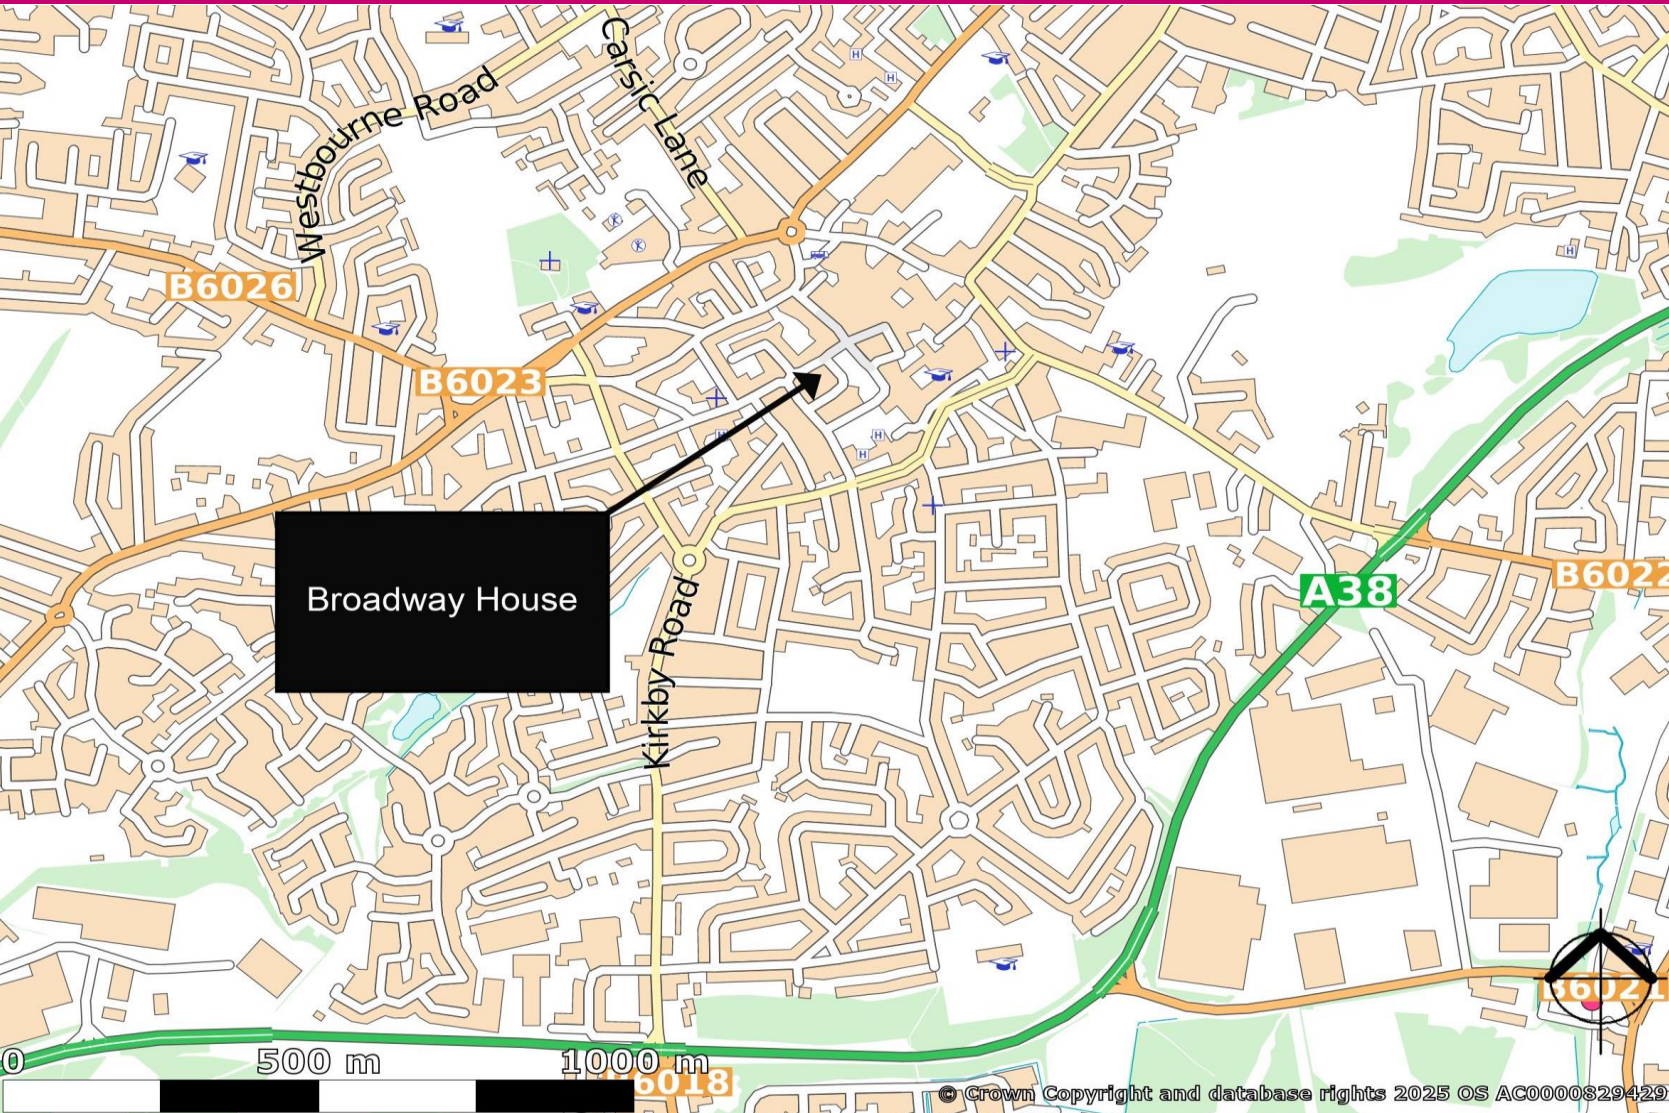 Carsic Lane
Westbourne Road
B6026
B6023
H
H
H
H
H
H
Broadway House
A38
B6022
Kirkby Road
B6021
0 500 m 1000 m
B6018
© Crown Copyright and database rights 2025 OS AC0000829429